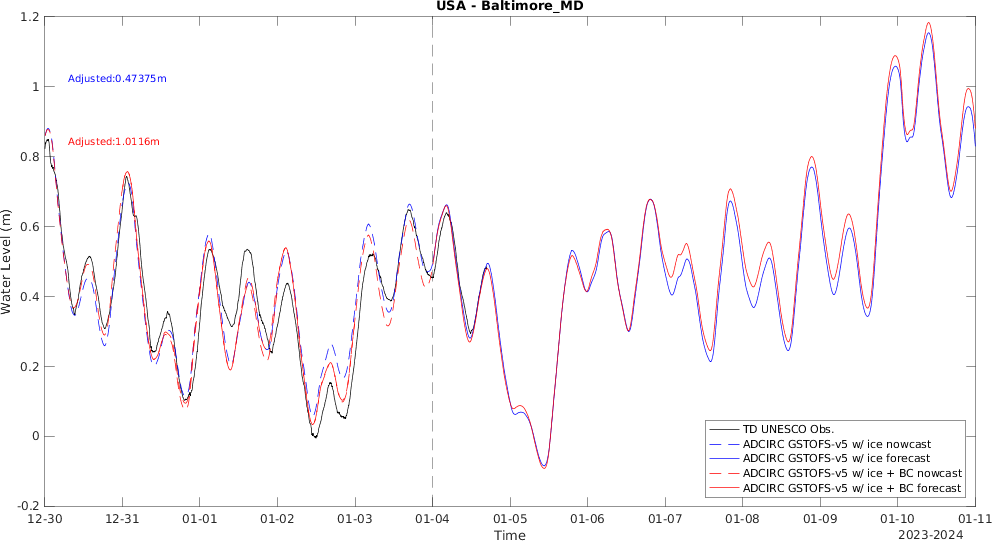 USA - Baltimore_MD
1.2
1
0.8
0.6
0.4
0.2
0
-0.2
Water Level (m)
Adjusted:0.47375m
Adjusted:1.0116m
TD UNESCO Obs.
ADCIRC GSTOFS-v5 w/ ice nowcast
ADCIRC GSTOFS-v5 w/ ice forecast
ADCIRC GSTOFS-v5 w/ ice + BC nowcast
ADCIRC GSTOFS-v5 w/ ice + BC forecast
12-30 12-31 01-01 01-02 01-03 01-04 01-05 01-06 01-07 01-08 01-09 01-10 01-11
Time
2023-2024